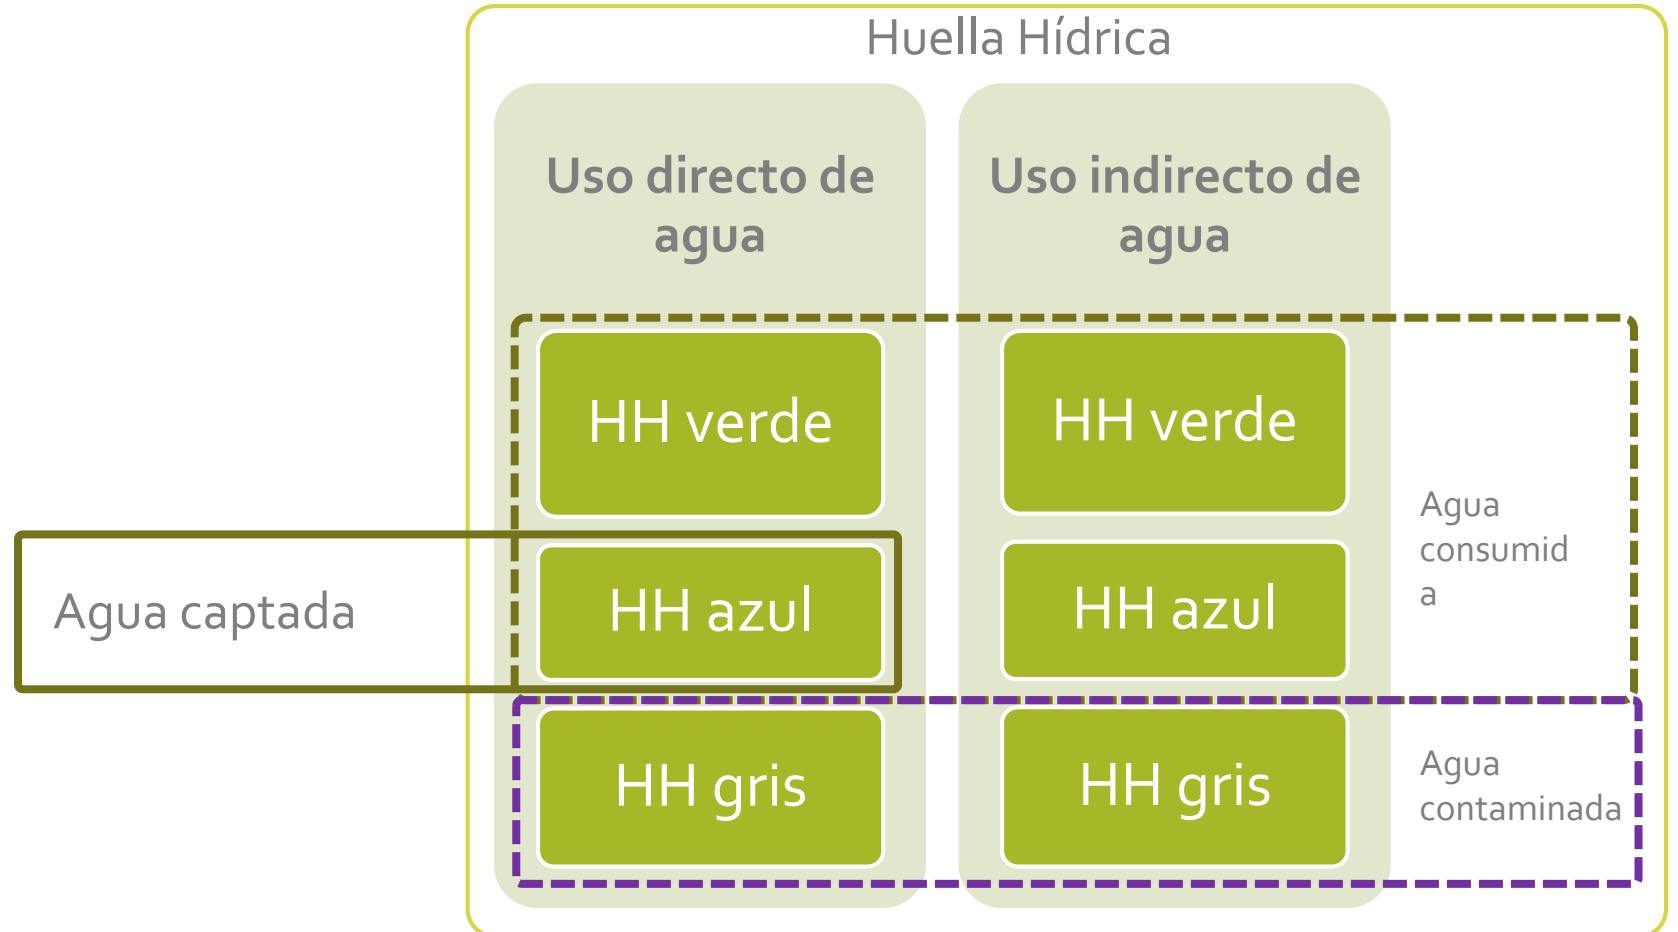 Huella Hídrica
Uso directo de
agua
Uso indirecto de
agua
HH verde
HH verde
Agua
consumid
a
Agua captada
HH azul
HH azul
HH gris
HH gris
Agua
contaminada